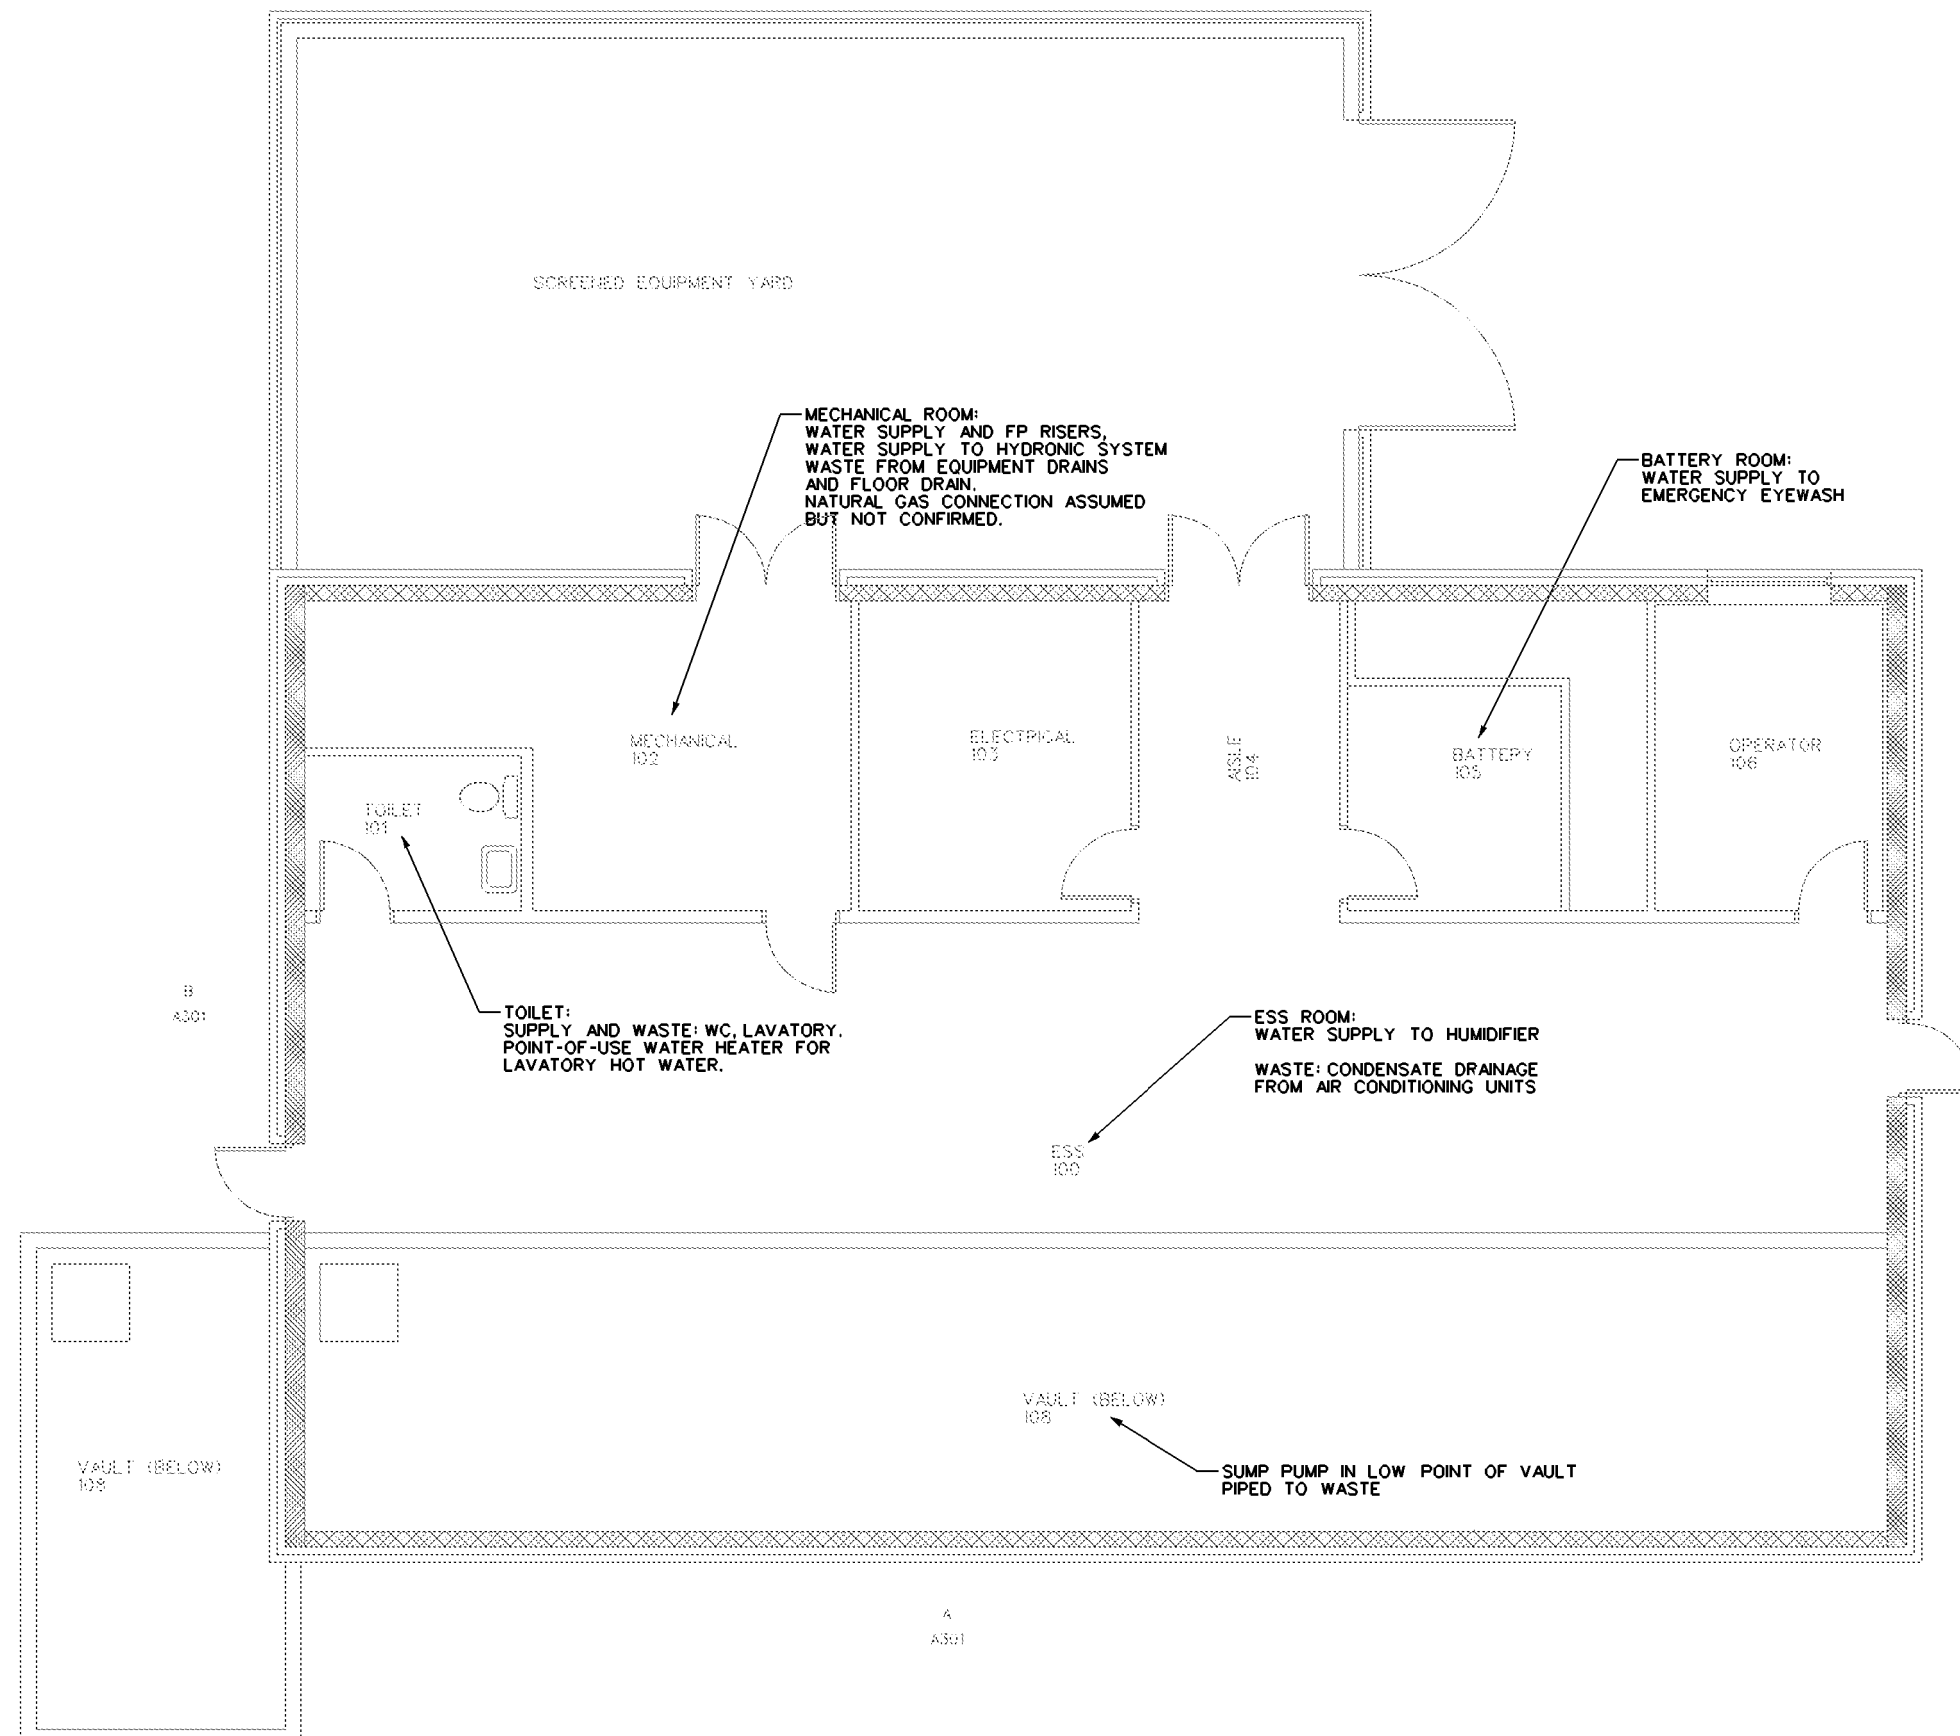 SCREENED EQUIPMENT YARD
MECHANICAL ROOM:
WATER SUPPLY AND FP RISERS,
WATER SUPPLY TO HYDRONIC SYSTEM
WASTE FROM EQUIPMENT DRAINS
AND FLOOR DRAIN.
NATURAL GAS CONNECTION ASSUMED
BUT NOT CONFIRMED.
BATTERY ROOM:
WATER SUPPLY TO
EMERGENCY EYEWASH
MECHANICAL
102
ELECTRICAL
103
AISLE
104
BATTERY
105
OPERATOR
106
TOILET
101
B
A301
TOILET:
SUPPLY AND WASTE: WC, LAVATORY.
POINT-OF-USE WATER HEATER FOR
LAVATORY HOT WATER.
ESS ROOM:
WATER SUPPLY TO HUMIDIFIER
WASTE: CONDENSATE DRAINAGE
FROM AIR CONDITIONING UNITS
ESS
100
VAULT (BELOW)
108
VAULT (BELOW)
108
SUMP PUMP IN LOW POINT OF VAULT
PIPED TO WASTE
A
A301